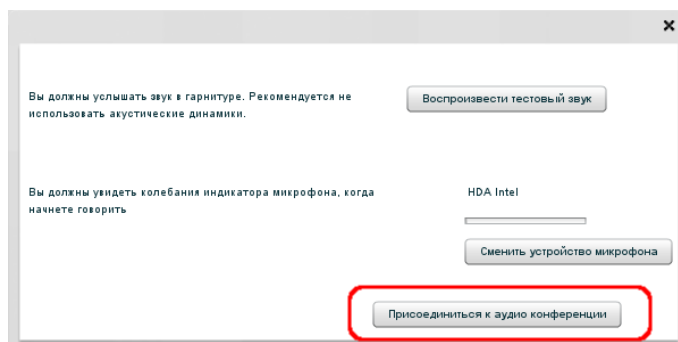 Вы должны услышать звук в гарнитуре. Рекомендуется не
использовать акустические динамики.
Воспроизвести тестовый звук
Вы должны увидеть колебания индикатора микрофона, когда
начнете говорить
HDA Intel
Сменить устройство микрофона
Присоединиться к аудио конференции